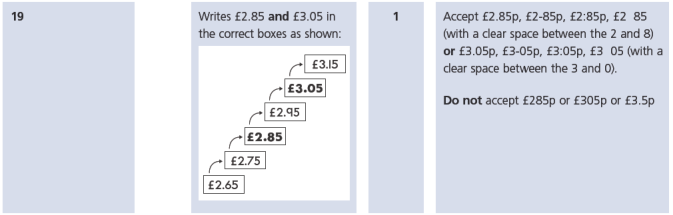 19
Writes £2.85 and £3.05 in
the correct boxes as shown:
£3.15
£3.05
£2.95
£2.85
£2.75
£2.65
1
Accept £2.85p, £2-85p, £2:85p, £2 85
(with a clear space between the 2 and 8)
or £3.05p, £3-05p, £3:05p, £3 05 (with a
clear space between the 3 and 0).
Do not accept £285p or £305p or £3.5p